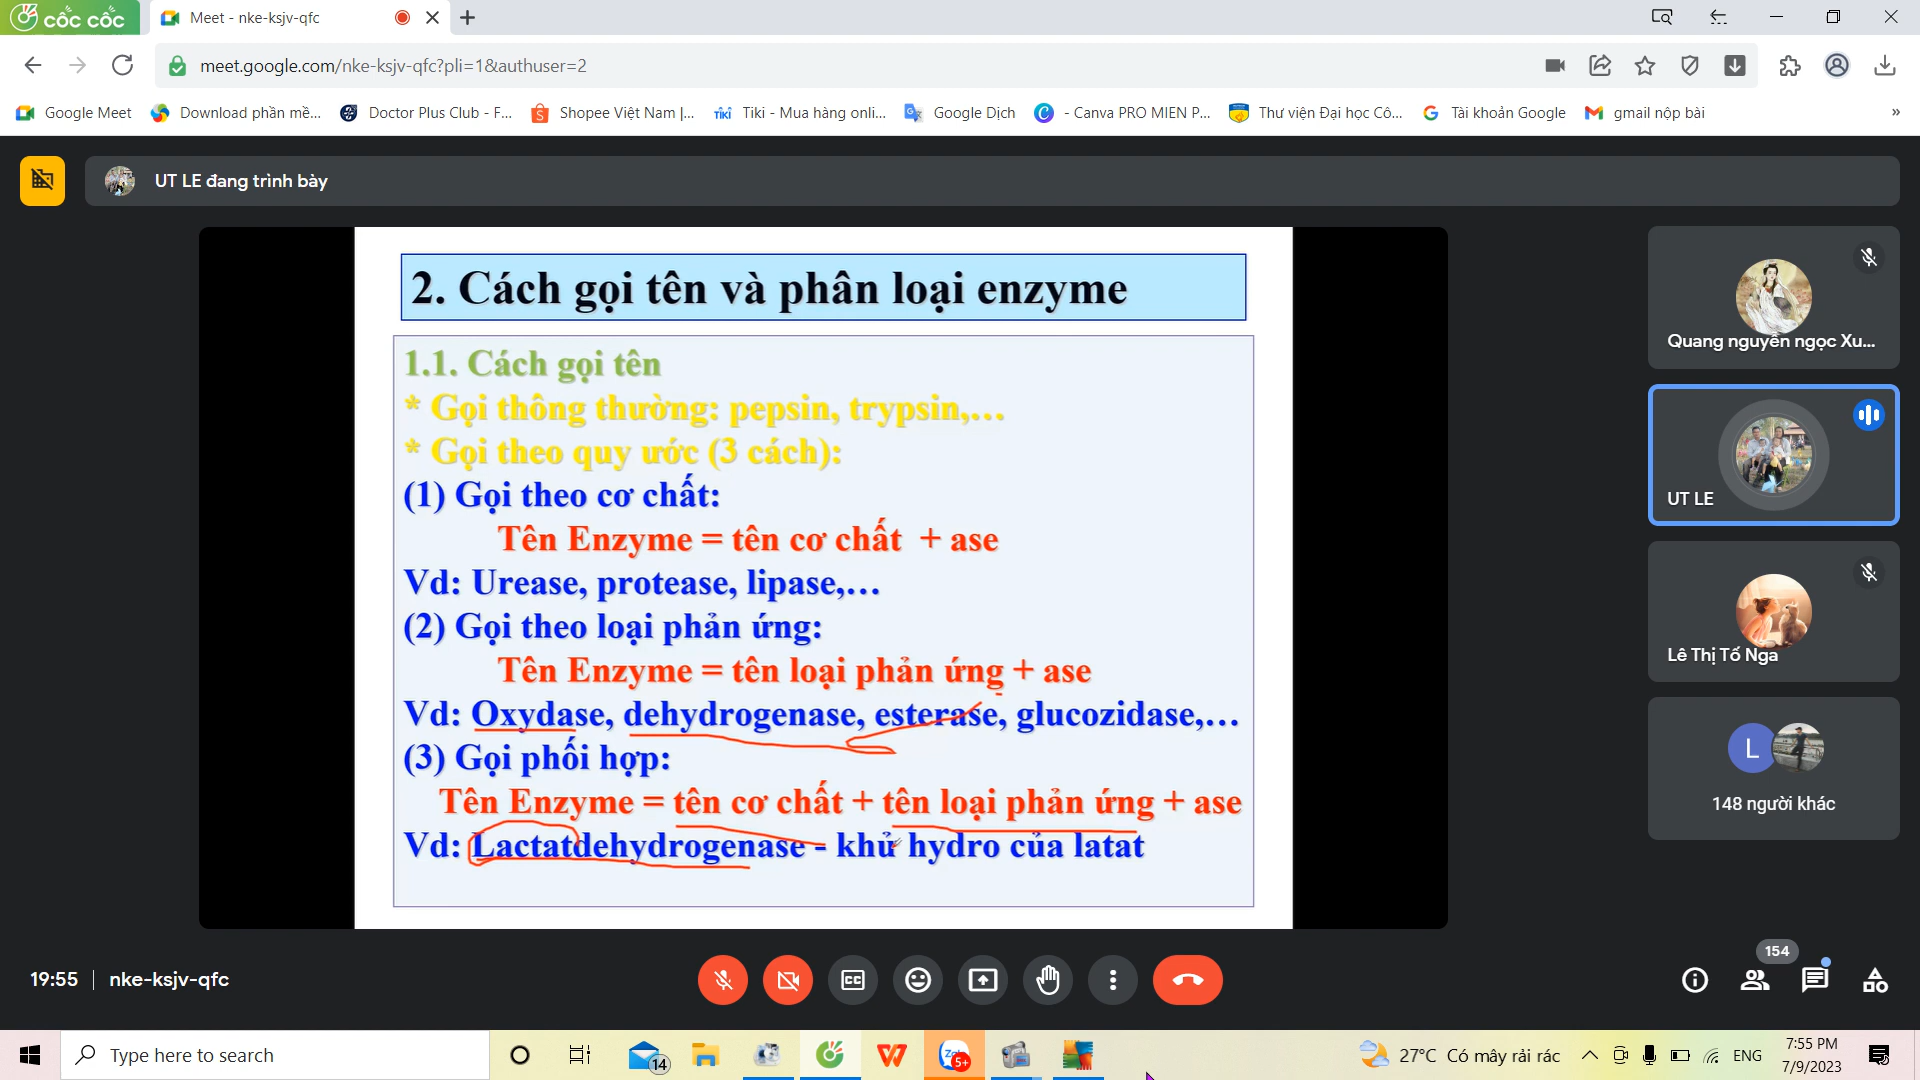 cốc cốc
Meet - nke-ksjv-qfc
meet.google.com/nke-ksjv-qfc?pli=1&authuser=2
Google Meet
Download phần mề...
Doctor Plus Club - F...
Shopee Việt Nam |...
Tiki - Mua hàng onli...
Google Dịch
- Canva PRO MIEN P...
Thư viện Đại học Cô...
Tài khoản Google
gmail nộp bài
UT LE đang trình bày
2. Cách gọi tên và phân loại enzyme
1.1. Cách gọi tên
* Gọi thông thường: pepsin, trypsin,…
* Gọi theo quy ước (3 cách):
(1) Gọi theo cơ chất:
Tên Enzyme = tên cơ chất + ase
Vd: Urease, protease, lipase,…
(2) Gọi theo loại phản ứng:
Tên Enzyme = tên loại phản ứng + ase
Vd: Oxydase, dehydrogenase, esterase, glucozidase,…
(3) Gọi phối hợp:
Tên Enzyme = tên cơ chất + tên loại phản ứng + ase
Vd: Lactatdehydrogenase - khử hydro của latat
Quang nguyễn ngọc Xu...
UT LE
Lê Thị Tố Nga
L
148 người khác
19:55
nke-ksjv-qfc
154
Type here to search
14
5+
27°C Có mây rải rác
ENG
7:55 PM
7/9/2023